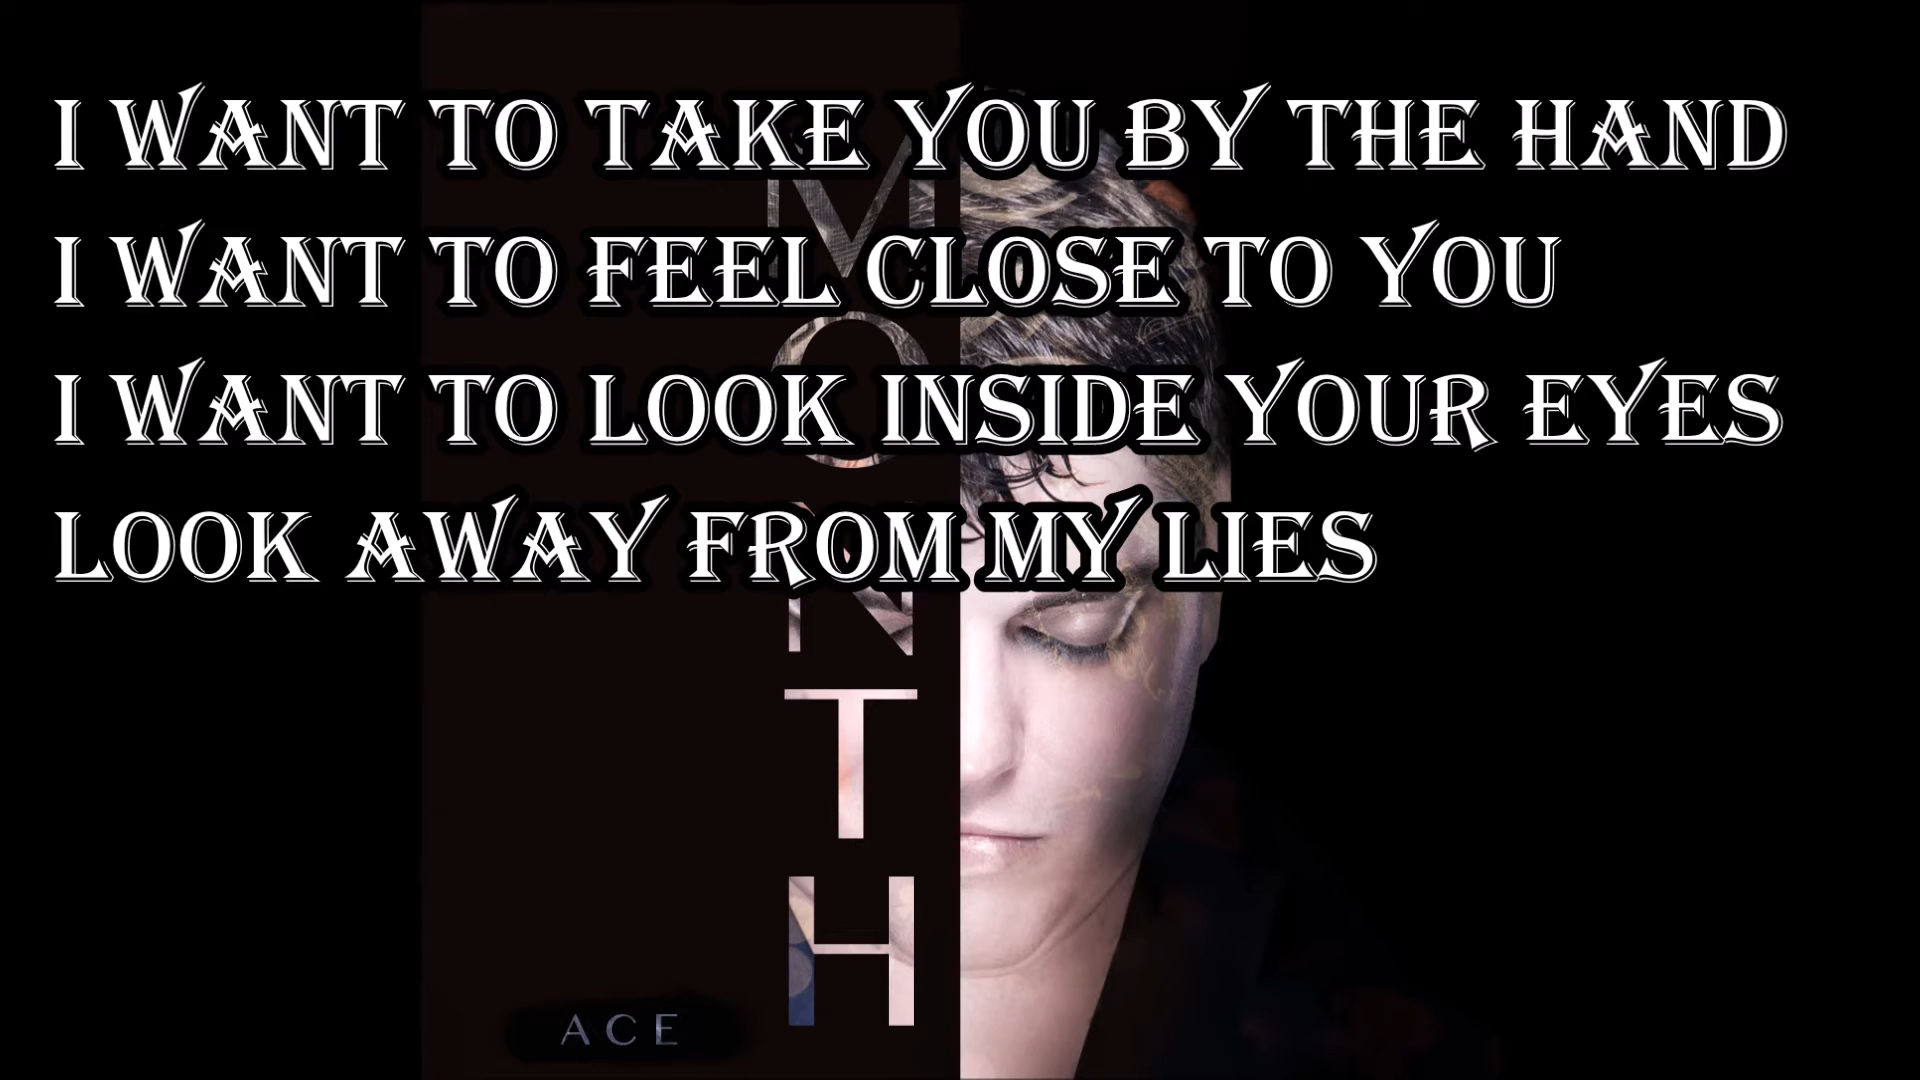 I WANT TO TAKE YOU BY THE HAND
I WANT TO FEEL CLOSE TO YOU
I WANT TO LOOK INSIDE YOUR EYES
LOOK AWAY FROM MY LIES
MONTH
ACE